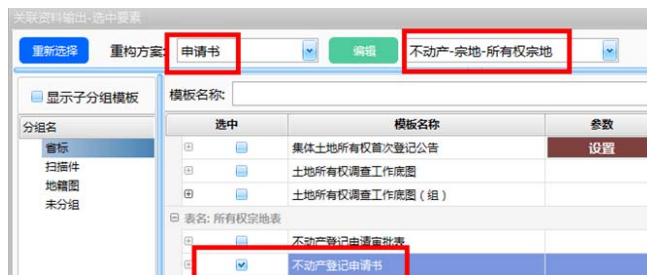 关联资料输出-选中要素
重新选择 重构方案: 申请书 编辑 不动产-宗地-所有权宗地
显示子分组模板 模板名称:
分组名 选中 模板名称 参数
省标 集体土地所有权首次登记公告 设置
扫描件 土地所有权调查工作底图
地籍图 土地所有权调查工作底图(组)
未分组
表名: 所有权宗地表
不动产登记申请审批表
不动产登记申请书